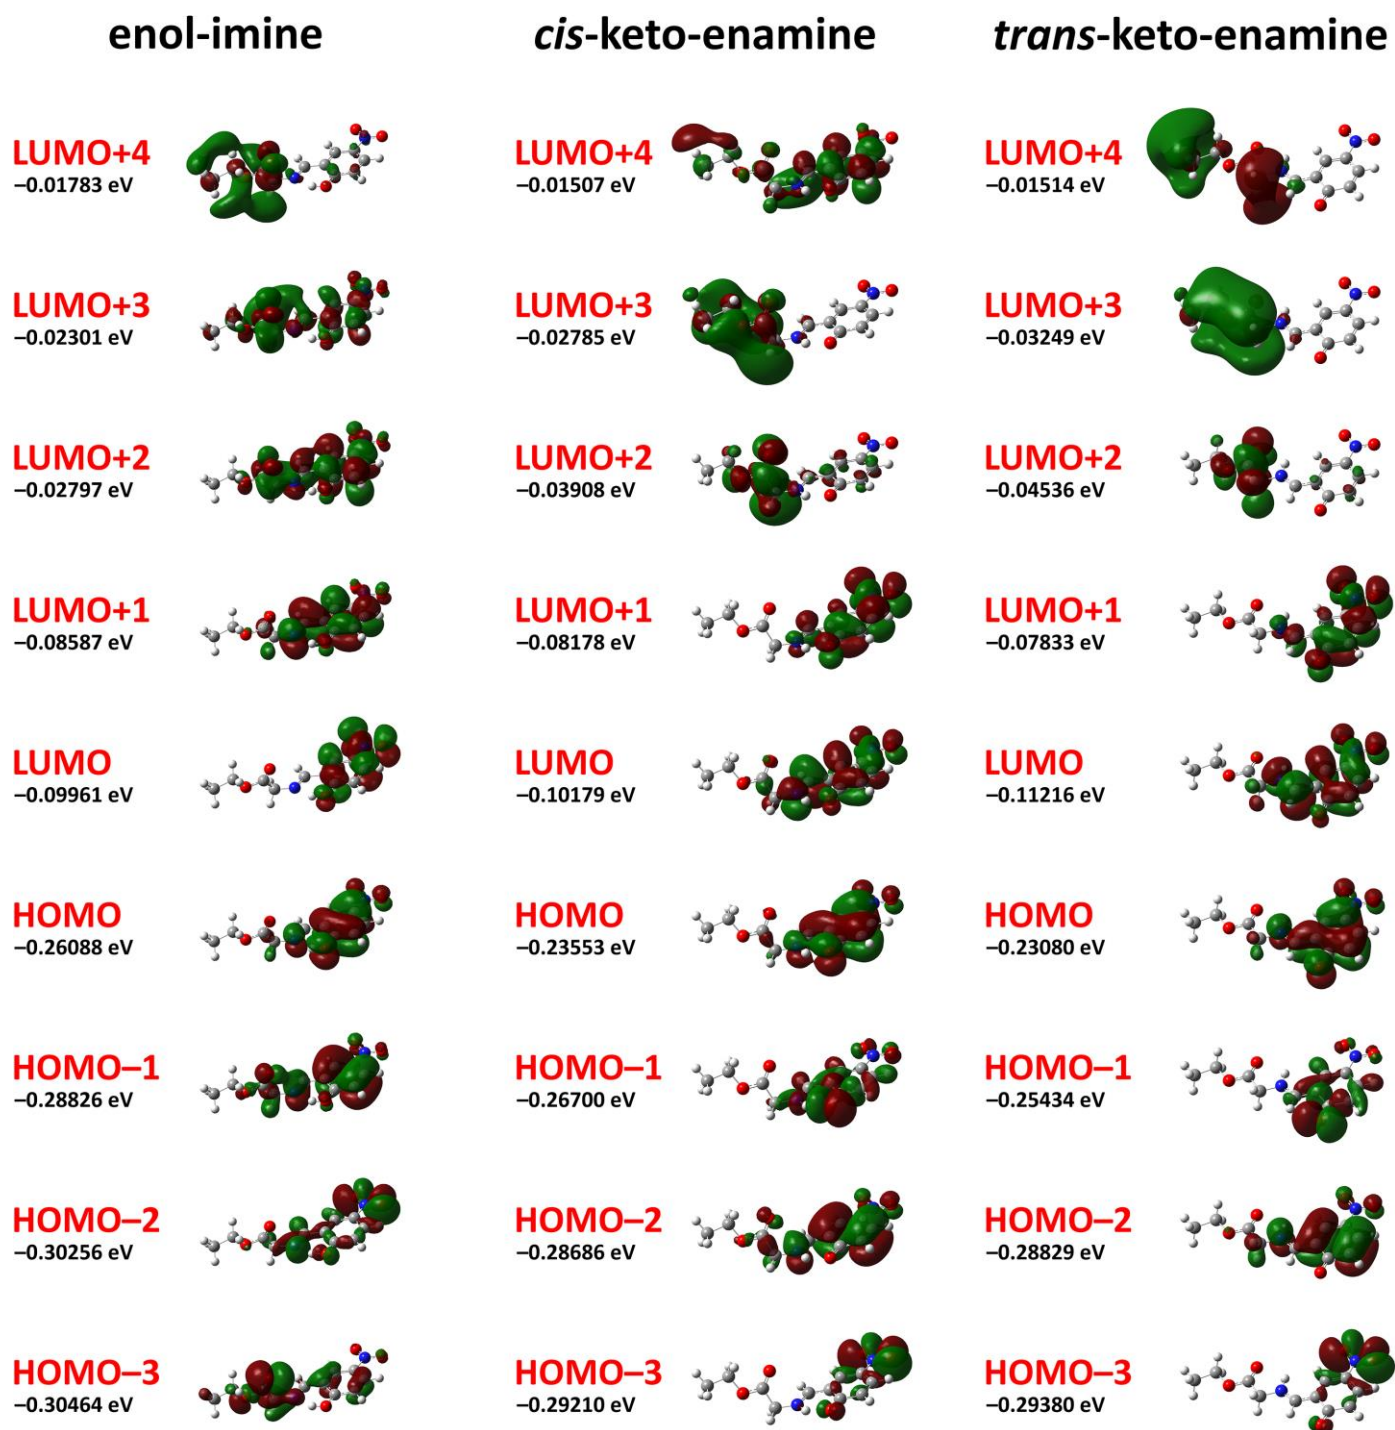 enol-imine cis-keto-enamine trans-keto-enamine
LUMO+4 LUMO+4 LUMO+4
−0.01783 eV −0.01507 eV −0.01514 eV
LUMO+3 LUMO+3 LUMO+3
−0.02301 eV −0.02785 eV −0.03249 eV
LUMO+2 LUMO+2 LUMO+2
−0.02797 eV −0.03908 eV −0.04536 eV
LUMO+1 LUMO+1 LUMO+1
−0.08587 eV −0.08178 eV −0.07833 eV
LUMO LUMO LUMO
−0.09961 eV −0.10179 eV −0.11216 eV
HOMO HOMO HOMO
−0.26088 eV −0.23553 eV −0.23080 eV
HOMO−1 HOMO−1 HOMO−1
−0.28826 eV −0.26700 eV −0.25434 eV
HOMO−2 HOMO−2 HOMO−2
−0.30256 eV −0.28686 eV −0.28829 eV
HOMO−3 HOMO−3 HOMO−3
−0.30464 eV −0.29210 eV −0.29380 eV